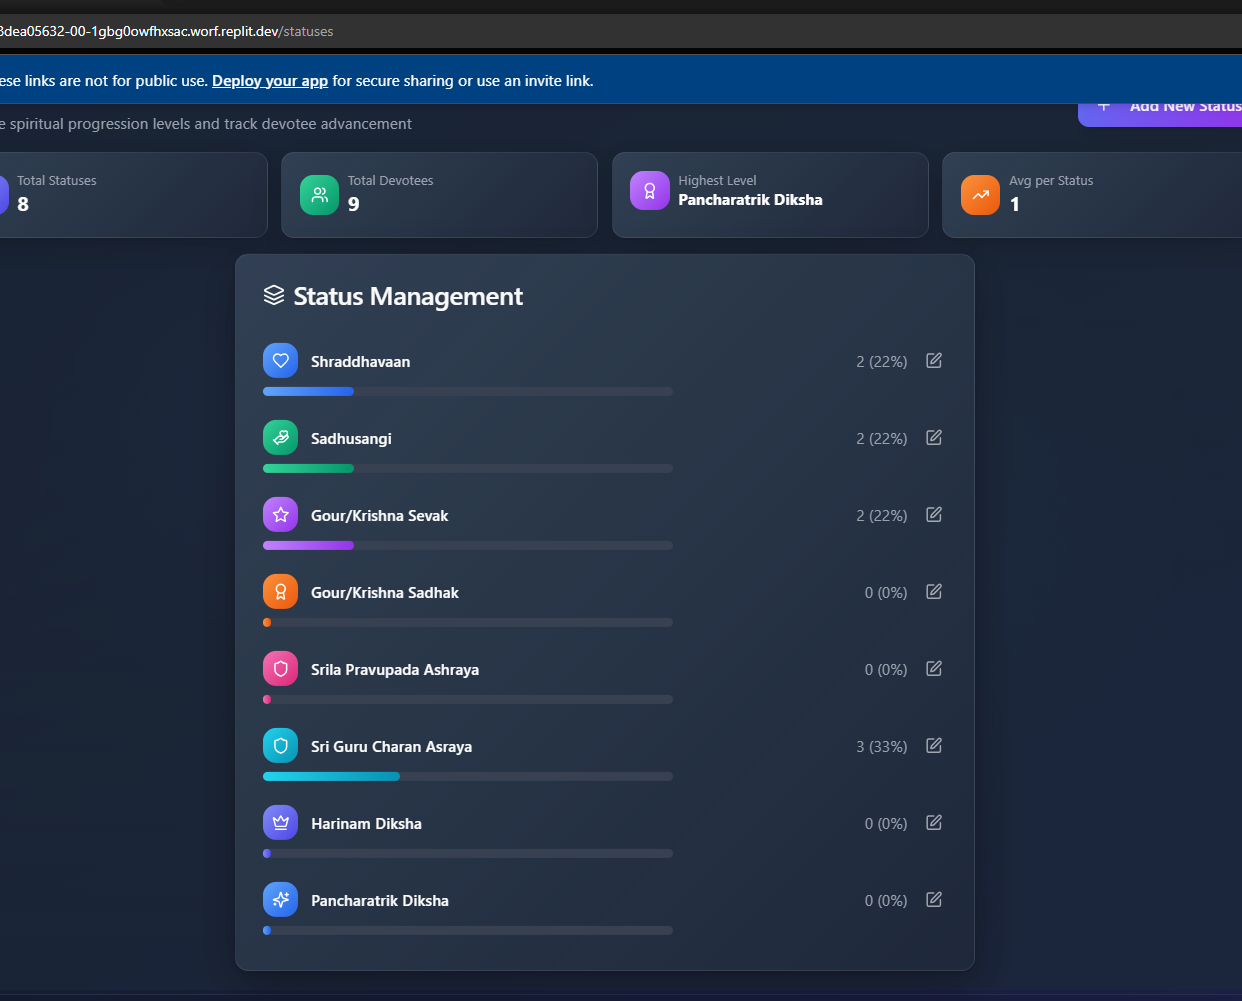 3dea05632-00-1gbg0owfhxsac.worf.replit.dev/statuses
ese links are not for public use. Deploy your app for secure sharing or use an invite link.
Add New Status
e spiritual progression levels and track devotee advancement
Total Statuses
8
Total Devotees
9
Highest Level
Pancharatrik Diksha
Avg per Status
1
Status Management
Shraddhavaan 2 (22%)
Sadhusangi 2 (22%)
Gour/Krishna Sevak 2 (22%)
Gour/Krishna Sadhak 0 (0%)
Srila Pravupada Ashraya 0 (0%)
Sri Guru Charan Asraya 3 (33%)
Harinam Diksha 0 (0%)
Pancharatrik Diksha 0 (0%)